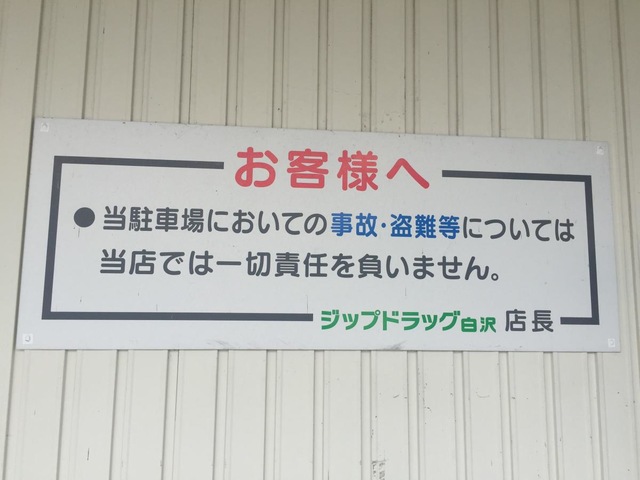 お客様へ
●当駐車場においての事故・盗難等については
当店では一切責任を負いません。
ジップドラッグ白沢 店長